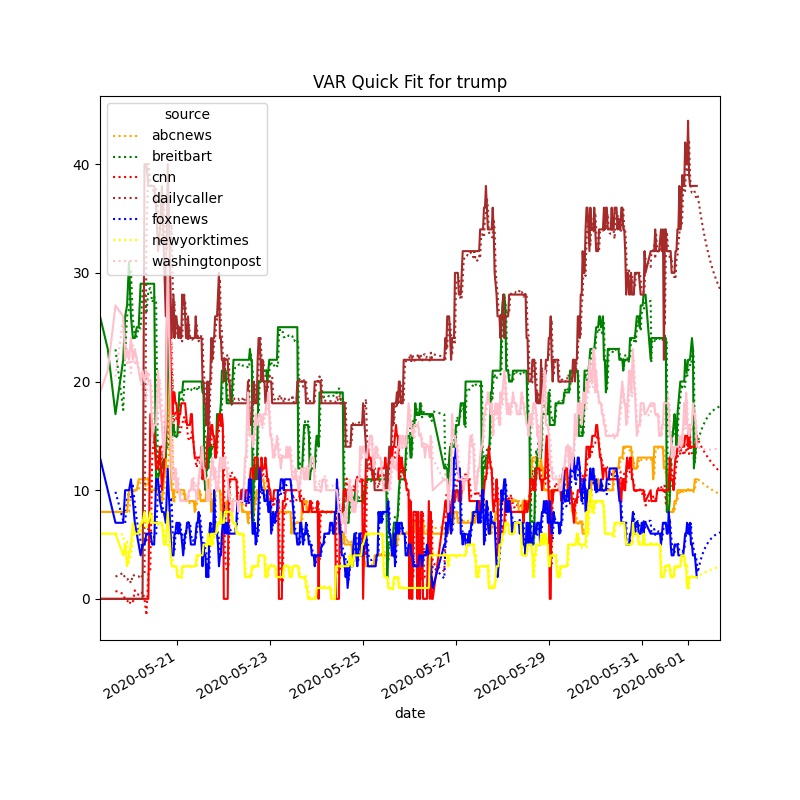 VAR Quick Fit for trump
source
abcnews
breitbart
cnn
dailycaller
foxnews
newyorktimes
washingtonpost
40
30
20
10
0
2020-05-21
2020-05-23
2020-05-25
2020-05-27
2020-05-29
2020-05-31
2020-06-01
date